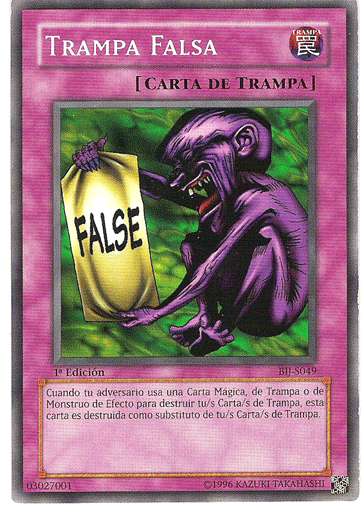 TRAMPA FALSA
TRAMPA
罠
[CARTA DE TRAMPA]
FALSE
1ª Edición
BIJ-S049
Cuando tu adversario usa una Carta Mágica, de Trampa o de
Monstruo de Efecto para destruir tu/s Carta/s de Trampa, esta
carta es destruida como substituto de tu/s Carta/s de Trampa.
03027001
©1996 KAZUKI TAKAHASHI